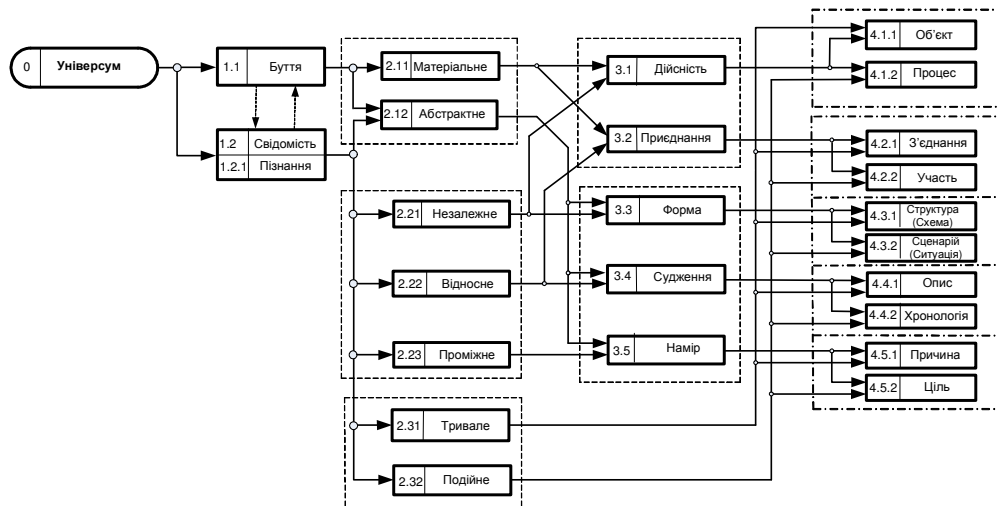 0 Універсум
1.1 Буття
1.2 Свідомість
1.2.1 Пізнання
2.11 Матеріальне
2.12 Абстрактне
2.21 Незалежне
2.22 Відносне
2.23 Проміжне
2.31 Тривале
2.32 Подійне
3.1 Дійсність
3.2 Приєднання
3.3 Форма
3.4 Судження
3.5 Намір
4.1.1 Об'єкт
4.1.2 Процес
4.2.1 З'єднання
4.2.2 Участь
4.3.1 Структура
(Схема)
4.3.2 Сценарій
(Ситуація)
4.4.1 Опис
4.4.2 Хронологія
4.5.1 Причина
4.5.2 Ціль